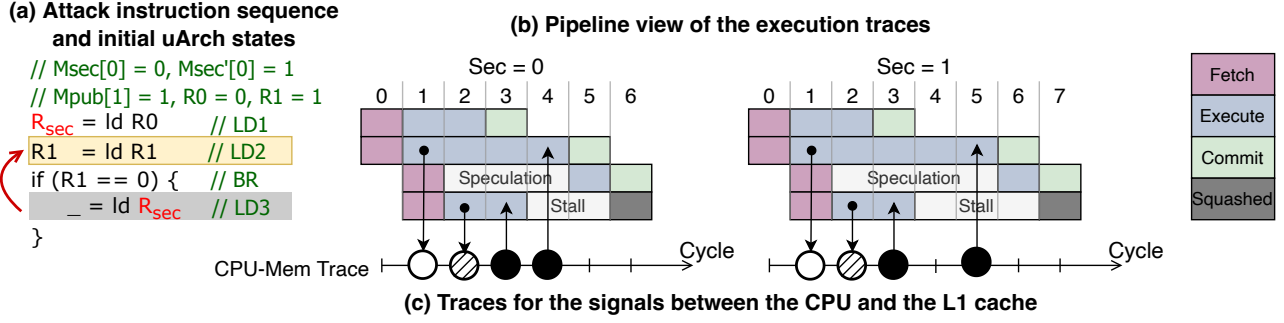 (a) Attack instruction sequence
and initial uArch states
// Msec[0] = 0, Msec'[0] = 1
// Mpub[1] = 1, R0 = 0, R1 = 1
Rsec = ld R0 // LD1
R1 = ld R1 // LD2
if (R1 == 0) { // BR
_ = ld Rsec // LD3
}
(b) Pipeline view of the execution traces
Sec = 0
0 1 2 3 4 5 6
Speculation
Stall
Sec = 1
0 1 2 3 4 5 6 7
Speculation
Stall
Fetch
Execute
Commit
Squashed
CPU-Mem Trace
Cycle
Cycle
(c) Traces for the signals between the CPU and the L1 cache